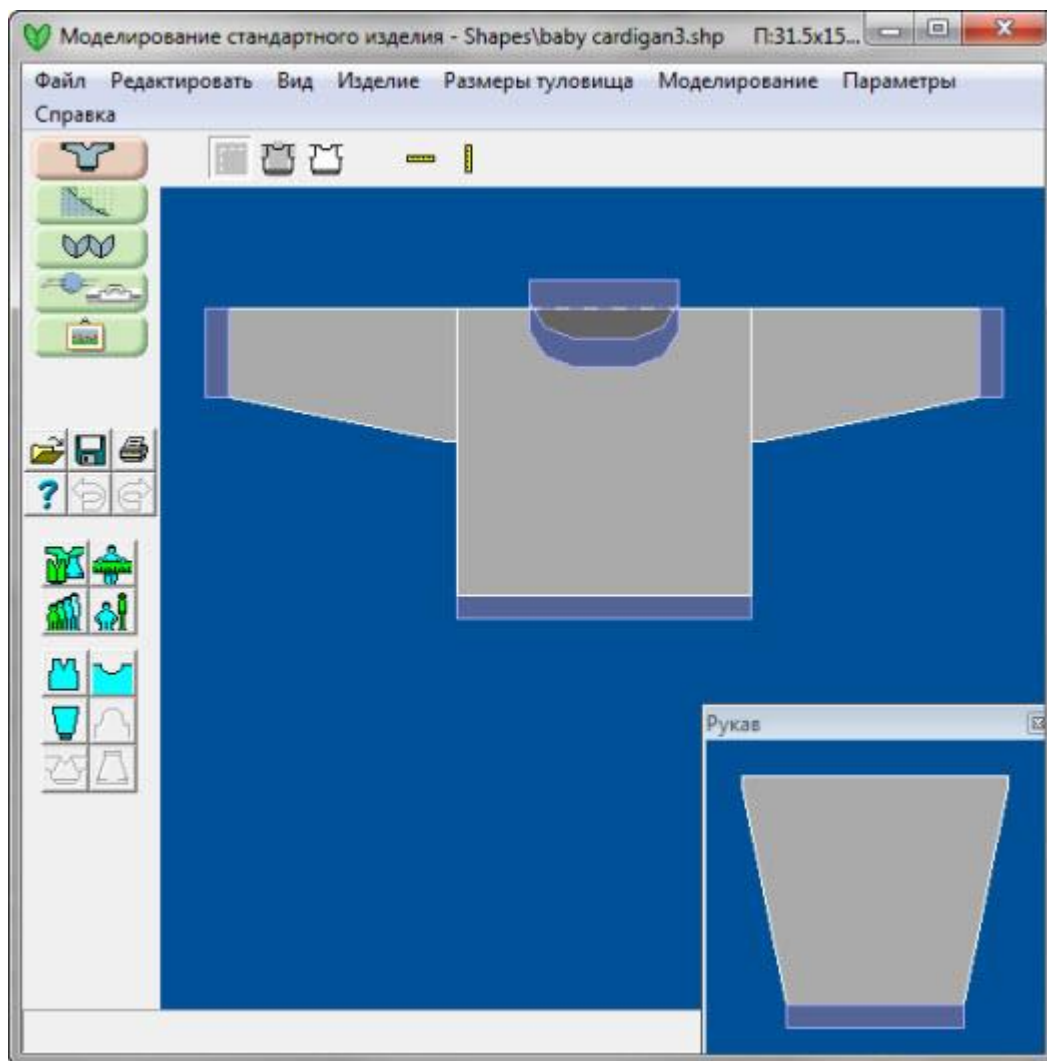 Моделирование стандартного изделия - Shapes\baby cardigan3.shp П:31.5x15...
Файл Редактировать Вид Изделие Размеры туловища Моделирование Параметры
Справка
Рукав